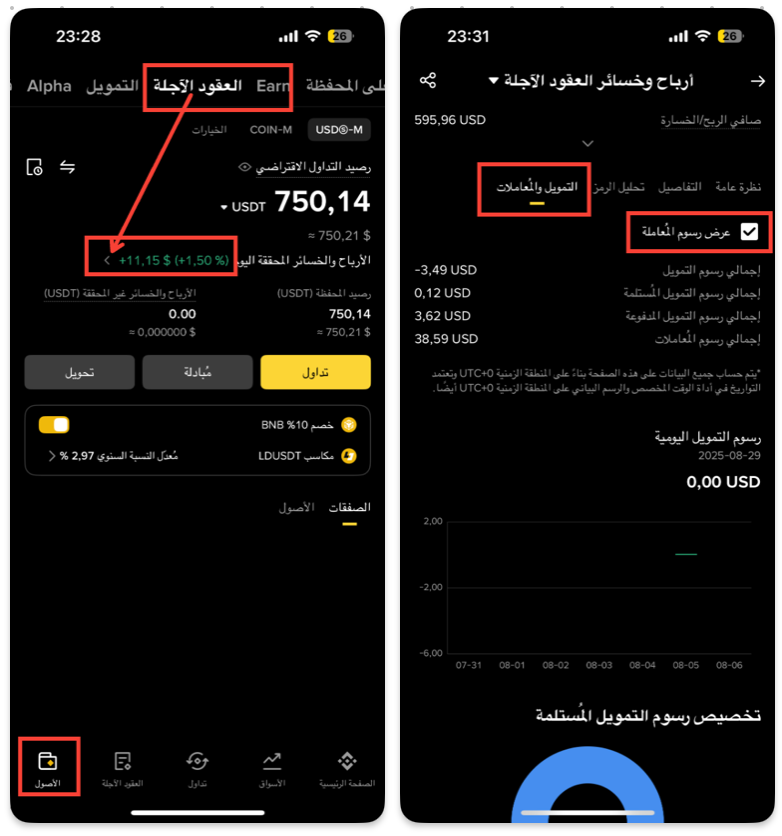 23:28
26
على المحفظة
Earn
العقود الآجلة
التمويل
Alpha
USDⓈ-M
COIN-M
الخيارات
رصيد التداول الافتراضي
750,14 USDT
≈ 750,21 $
الأرباح والخسائر المحققة اليو
+11,15 $ (+1,50 %)
رصيد المحفظة (USDT)
الأرباح والخسائر غير المحققة (USDT)
750,14
0.00
≈ 750,21 $
≈ 0,000000 $
تداول
مُبادلة
تحويل
خصم 10% BNB
مكاسب LDUSDT
مُعدّل النسبة السنوي 2,97 %
الصفقات
الأصول
الصفحة الرئيسية
الأسواق
تداول
العقود الآجلة
الأصول
23:31
26
أرباح وخسائر العقود الآجلة
صافي الربح/الخسارة
595,96 USD
نظرة عامة
التفاصيل
تحليل الرمز
التمويل والمُعاملات
عرض رسوم المُعاملة
إجمالي رسوم التمويل
-3,49 USD
إجمالي رسوم التمويل المُستلمة
0,12 USD
إجمالي رسوم التمويل المدفوعة
3,62 USD
إجمالي رسوم المُعاملات
38,59 USD
*يتم حساب جميع البيانات على هذه الصفحة بناءً على المنطقة الزمنية UTC+0 وتعتمد
التواريخ في أداة الوقت المخصص والرسم البياني على المنطقة الزمنية UTC+0 أيضًا.
رسوم التمويل اليومية
2025-08-29
0,00 USD
2,00
-2,00
-6,00
07-31
08-01
08-02
08-03
08-04
08-05
08-06
تخصيص رسوم التمويل المُستلمة